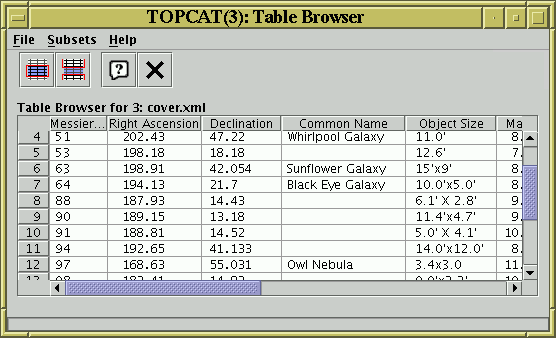 TOPCAT(3): Table Browser
File Subsets Help
Table Browser for 3: cover.xml
Messier... Right Ascension Declination Common Name Object Size Ma
4 51 202.43 47.22 Whirlpool Galaxy 11.0' 8.
5 53 198.18 18.18 12.6' 7.
6 63 198.91 42.054 Sunflower Galaxy 15'x9' 8.
7 64 194.13 21.7 Black Eye Galaxy 10.0'x5.0' 8.
8 88 187.93 14.43 6.1' X 2.8' 9.
9 90 189.15 13.18 11.4'x4.7' 9.
10 91 188.81 14.52 5.0' X 4.1' 10.
11 94 192.65 41.133 14.0'x12.0' 8.
12 97 168.63 55.031 Owl Nebula 3.4x3.0 11.